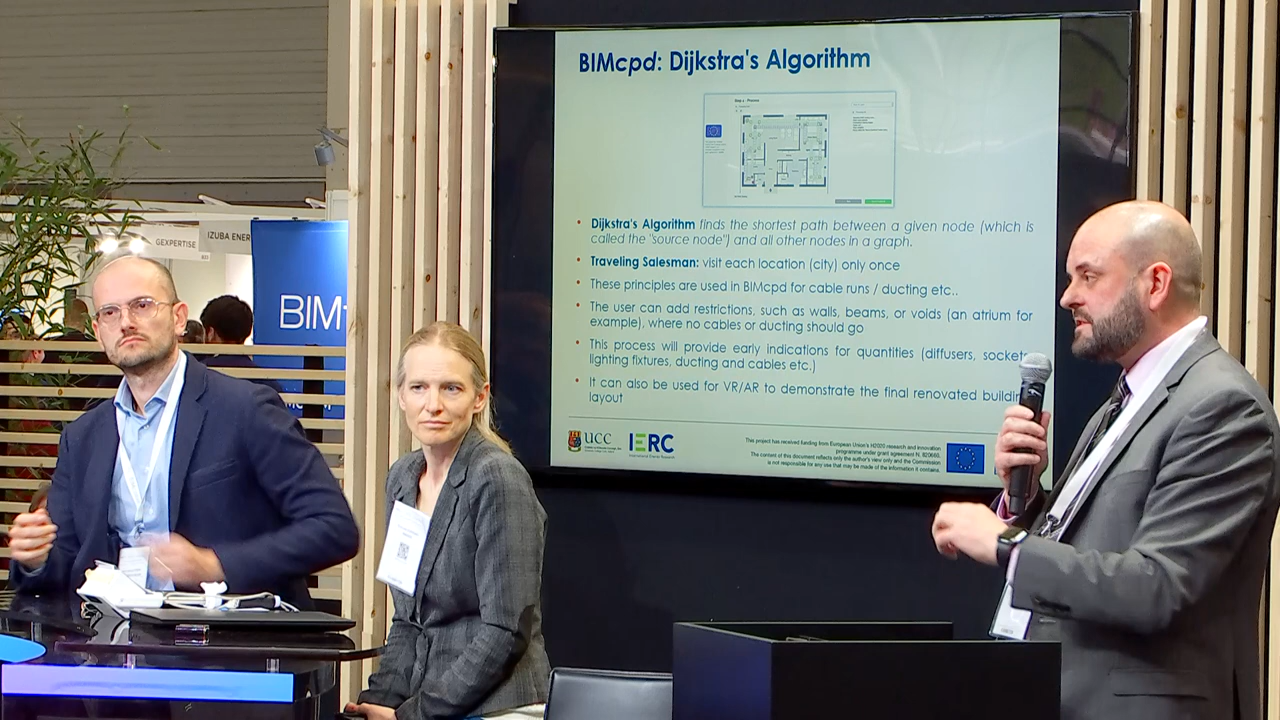 BIMcpd: Dijkstra's Algorithm
• Dijkstra's Algorithm finds the shortest path between a given node (which is
called the 'source node") and all other nodes in a graph.
• Traveling Salesman: visit each location (city) only once
• These principles are used in BIMcpd for cable runs / ducting etc..
• The user can add restrictions, such as walls, beams, or voids (an atrium for
example), where no cables or ducting should go
• This process will provide early indications for quantities (diffusers, sockets
lighting fixtures, ducting and cables etc.)
• It can also be used for VR/AR to demonstrate the final renovated buildin
layout
UCC
IERC
International Energy Research
This project has received funding from European Union's H2020 research and innovation
programme under grant agreement N. 820660.
The content of this document reflects only the author's view only and the Commission
is not responsible for any use that may be made of the information it contains.
GEXPERTISE
IZUBA ENER
BIM